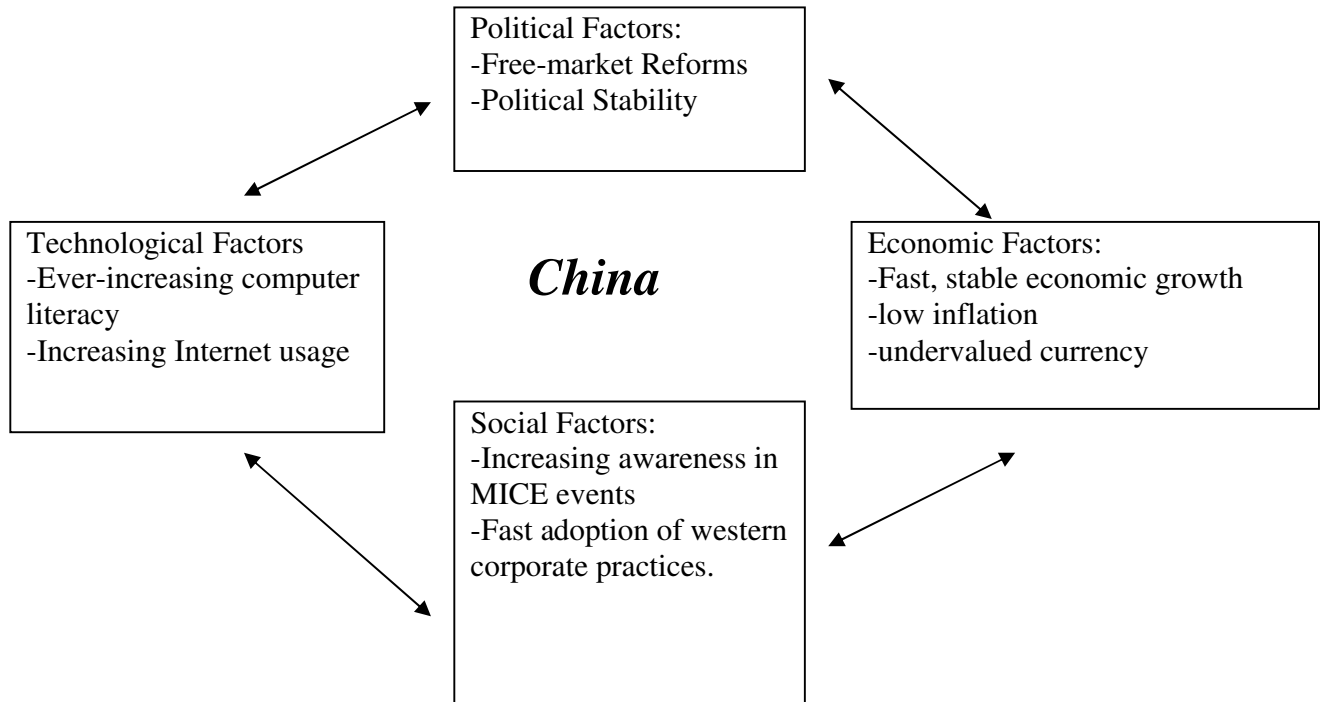 Political Factors:
-Free-market Reforms
-Political Stability
Technological Factors
-Ever-increasing computer
literacy
-Increasing Internet usage
China
Economic Factors:
-Fast, stable economic growth
-low inflation
-undervalued currency
Social Factors:
-Increasing awareness in
MICE events
-Fast adoption of western
corporate practices.